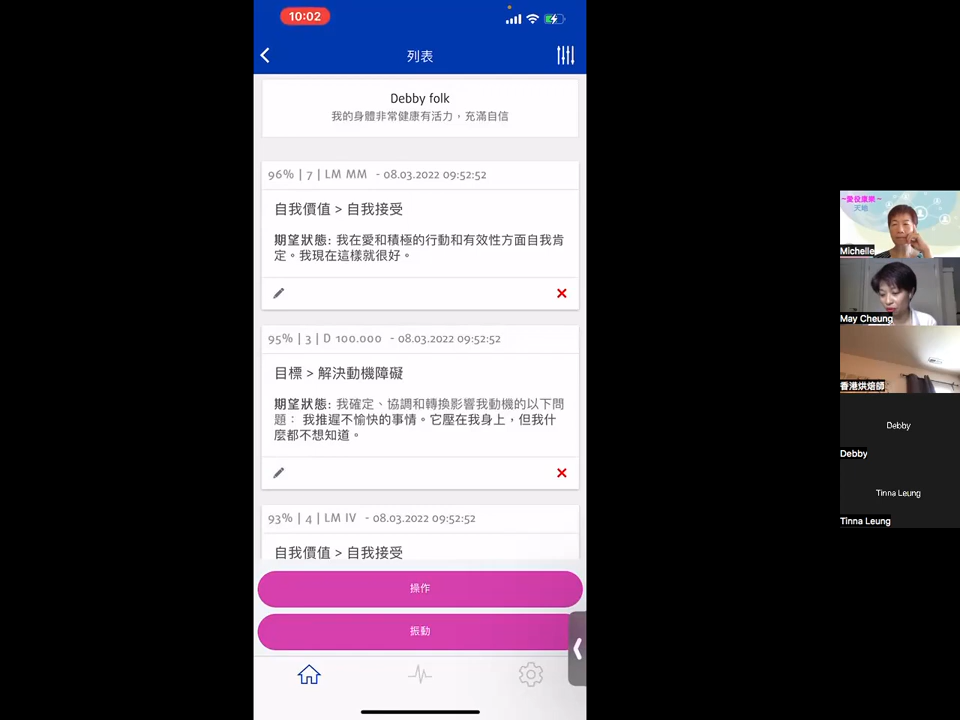 10:02
列表
Debby folk
我的身體非常健康有活力，充滿自信
96% | 7 | LM MM - 08.03.2022 09:52:52
自我價值 > 自我接受
期望狀態: 我在愛和積極的行動和有效性方面自我肯
定。我現在這樣就很好。
95% | 3 | D 100.000 - 08.03.2022 09:52:52
目標 > 解決動機障礙
期望狀態: 我確定、協調和轉換影響我動機的以下問
題： 我推遲不愉快的事情。它壓在我身上，但我什
麼都不想知道。
93% | 4 | LM IV - 08.03.2022 09:52:52
自我價值 > 自我接受
操作
振動
~愛疫康樂~
天地
Michelle
May Cheung
香港烘焙師
Debby
Debby
Tinna Leung
Tinna Leung